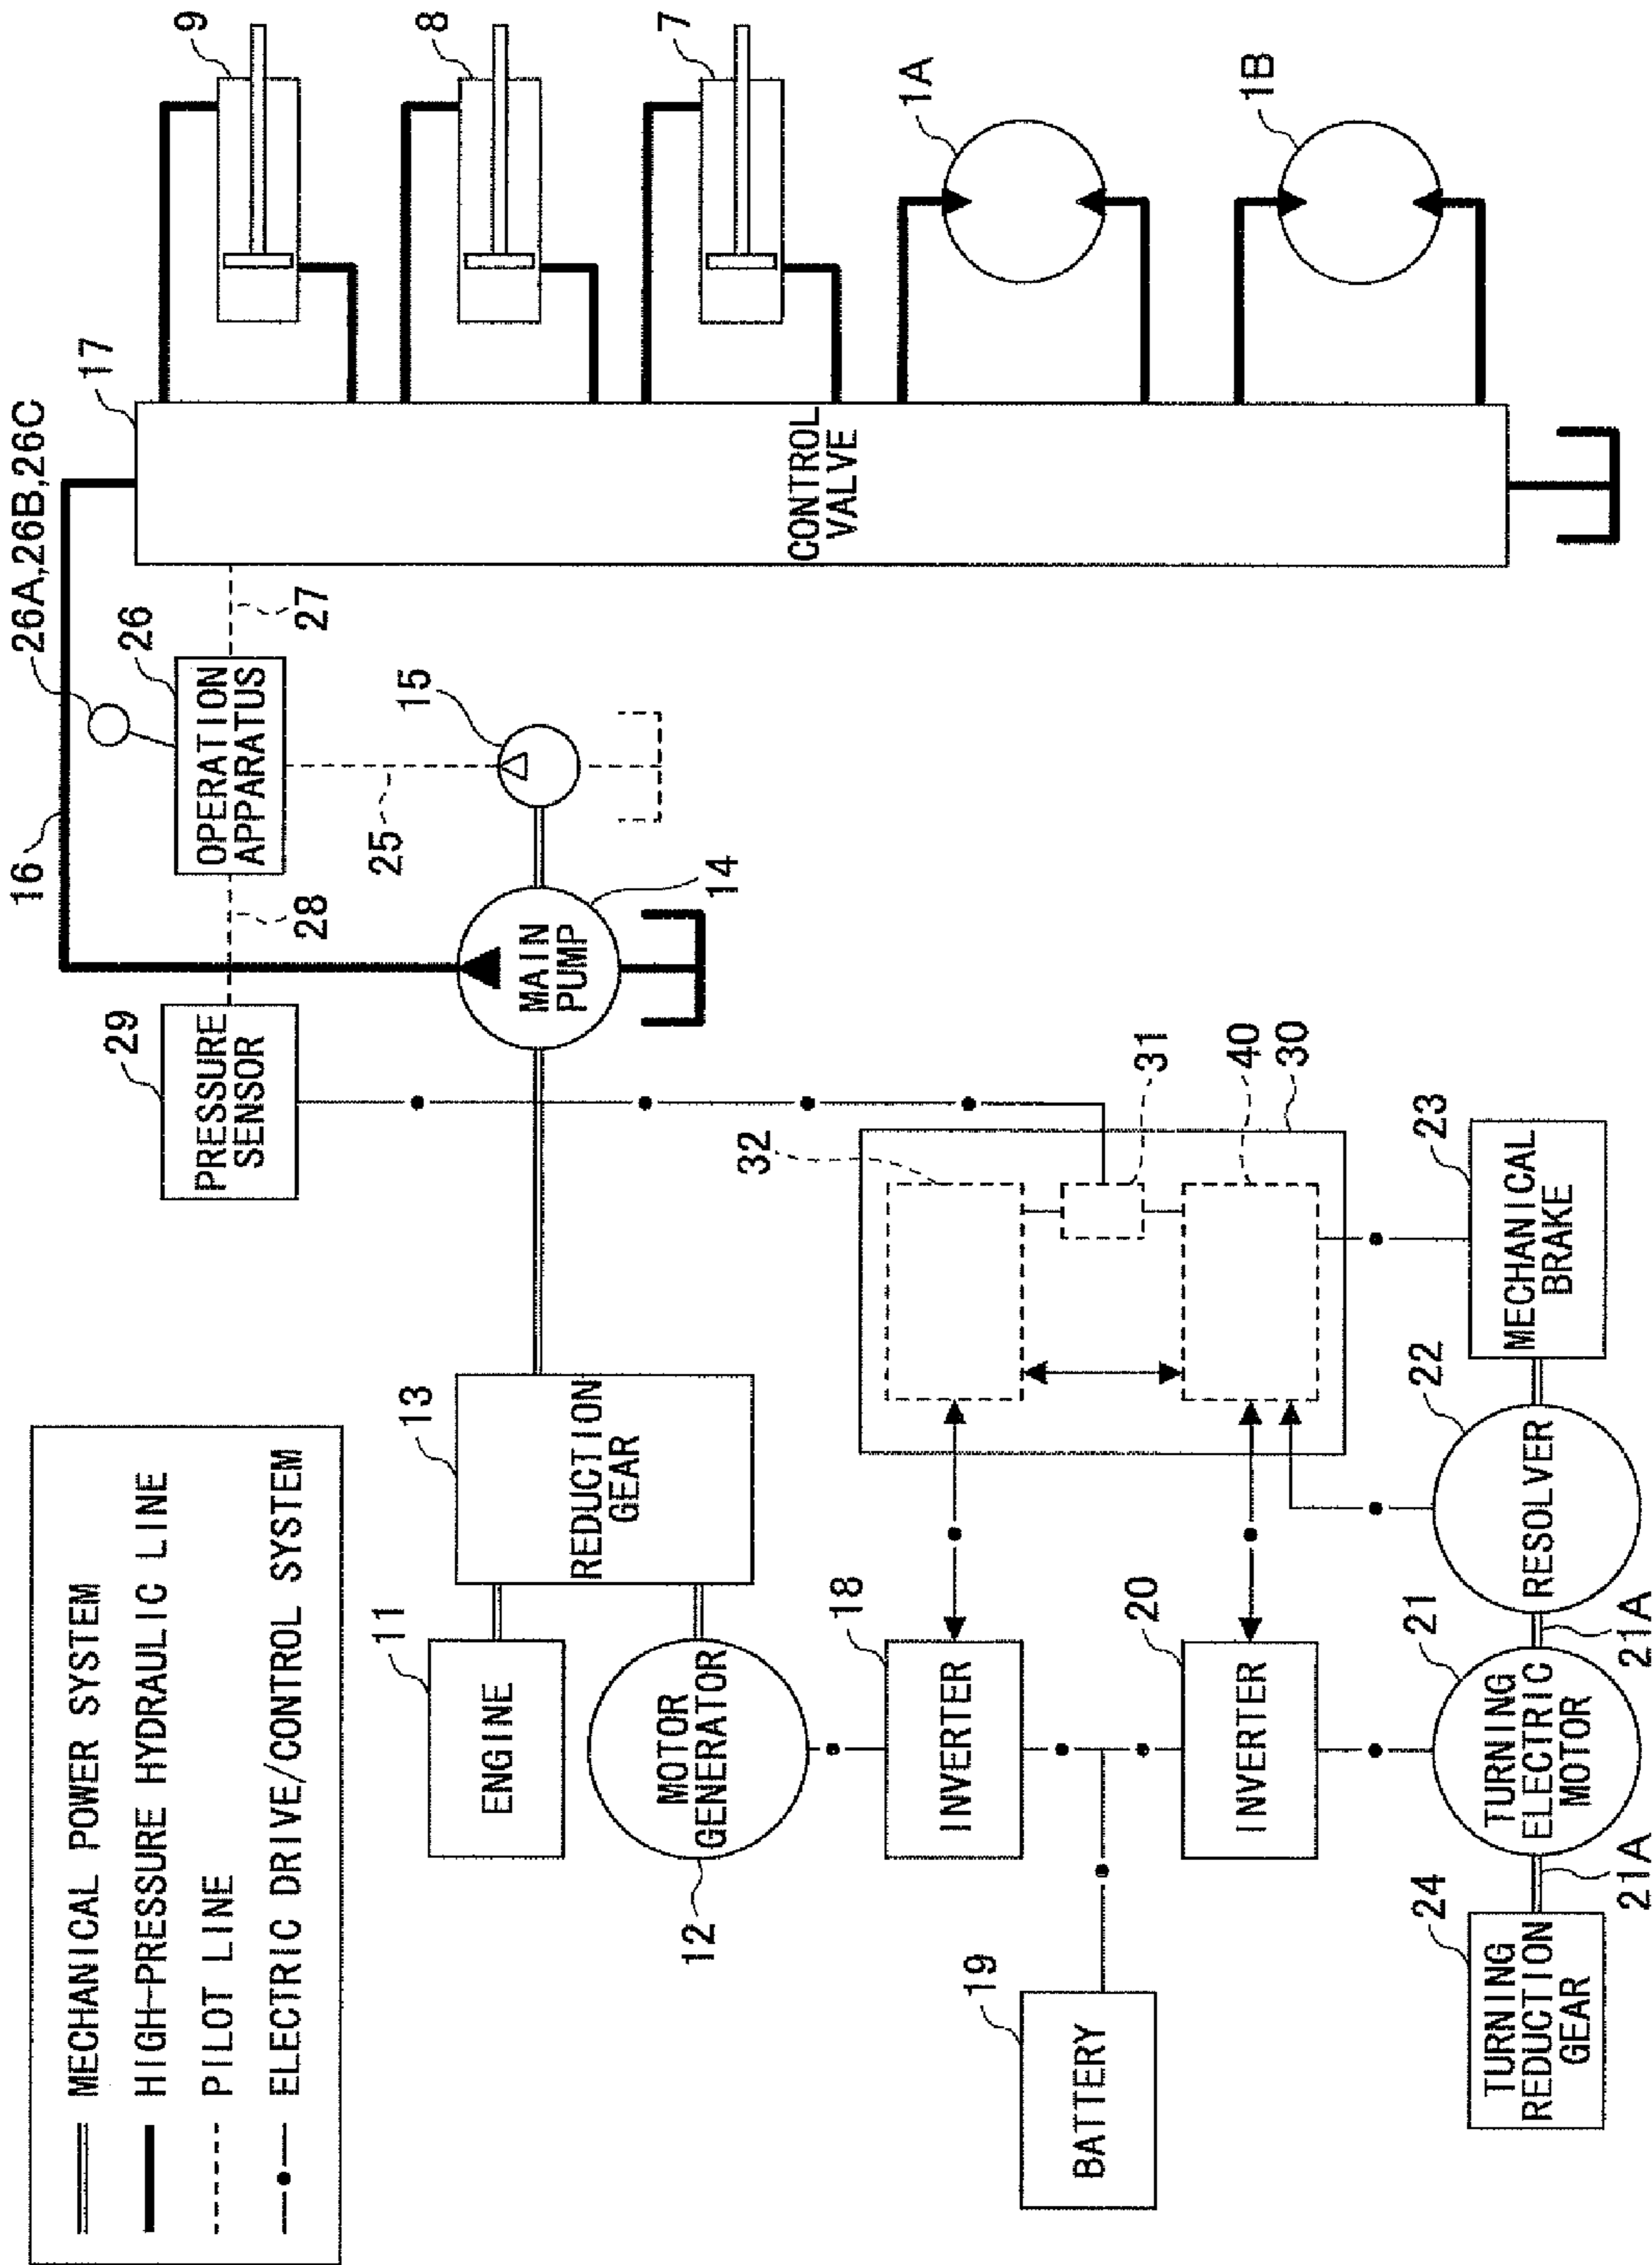 MECHANICAL POWER SYSTEM
HIGH-PRESSURE HYDRAULIC LINE
PILOT LINE
ELECTRIC DRIVE/CONTROL SYSTEM
26A,26B,26C
16
29
PRESSURE
SENSOR
28
26
OPERATION
APPARATUS
27
17
CONTROL
VALVE
9
8
7
1A
1B
25
15
14
MAIN
PUMP
13
REDUCTION
GEAR
11
ENGINE
12
MOTOR
GENERATOR
18
INVERTER
32
31
40
30
19
BATTERY
20
INVERTER
24
TURNING
REDUCTION
GEAR
21A
21
TURNING
ELECTRIC
MOTOR
21A
22
RESOLVER
23
MECHANICAL
BRAKE